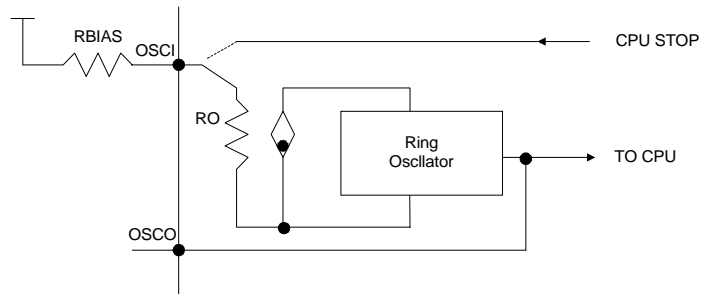 RBIAS
OSCI
CPU STOP
RO
Ring
Oscllator
TO CPU
OSCO